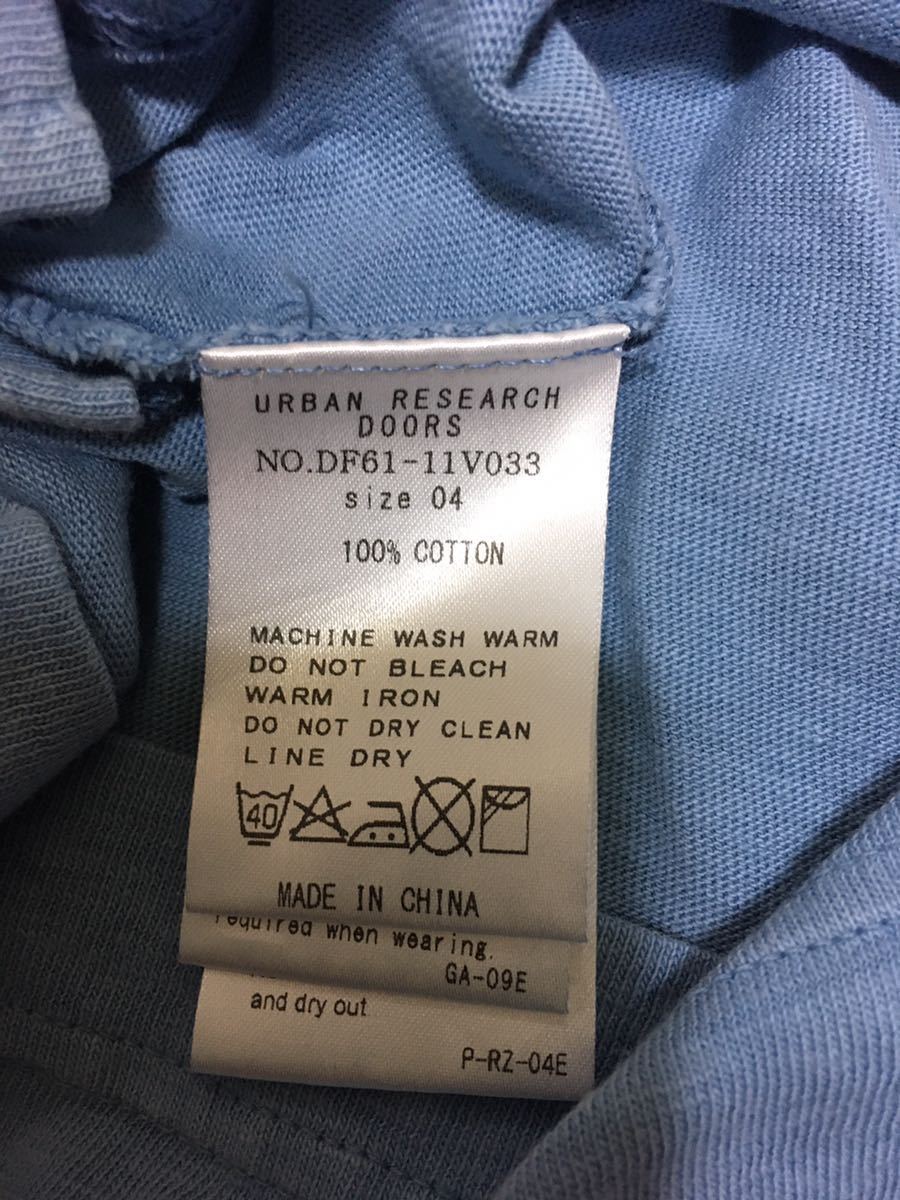 URBAN RESEARCH
DOORS
NO.DF61-11V033
size 04
100% COTTON
MACHINE WASH WARM
DO NOT BLEACH
WARM IRON
DO NOT DRY CLEAN
LINE DRY
40
MADE IN CHINA
required when wearing.
GA-09E
and dry out
P-RZ-04E